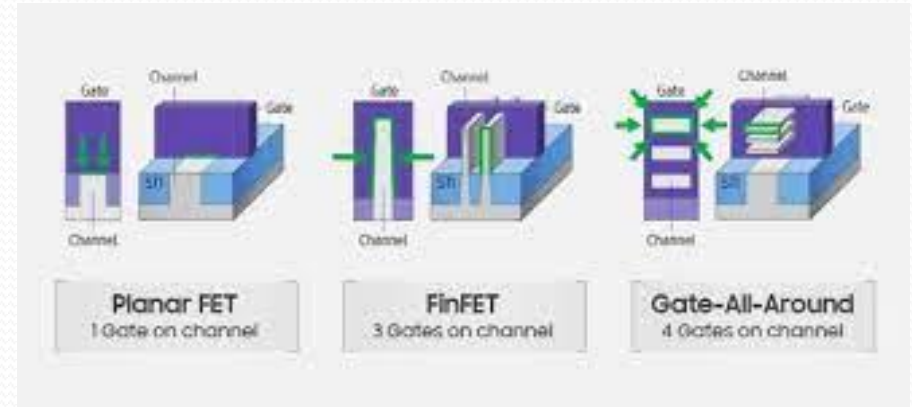 Gate
Channel
Gate
STI
Channel
Planar FET
1 Gate on channel
Gate
Channel
Gate
STI
Channel
FinFET
3 Gates on channel
Gate
Channel
Gate
STI
Channel
Gate-All-Around
4 Gates on channel